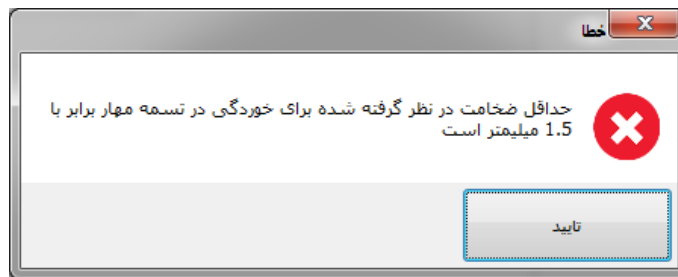 خطا
حداقل ضخامت در نظر گرفته شده برای خوردگی در تسمه مهار برابر با
1.5 میلیمتر است
تایید